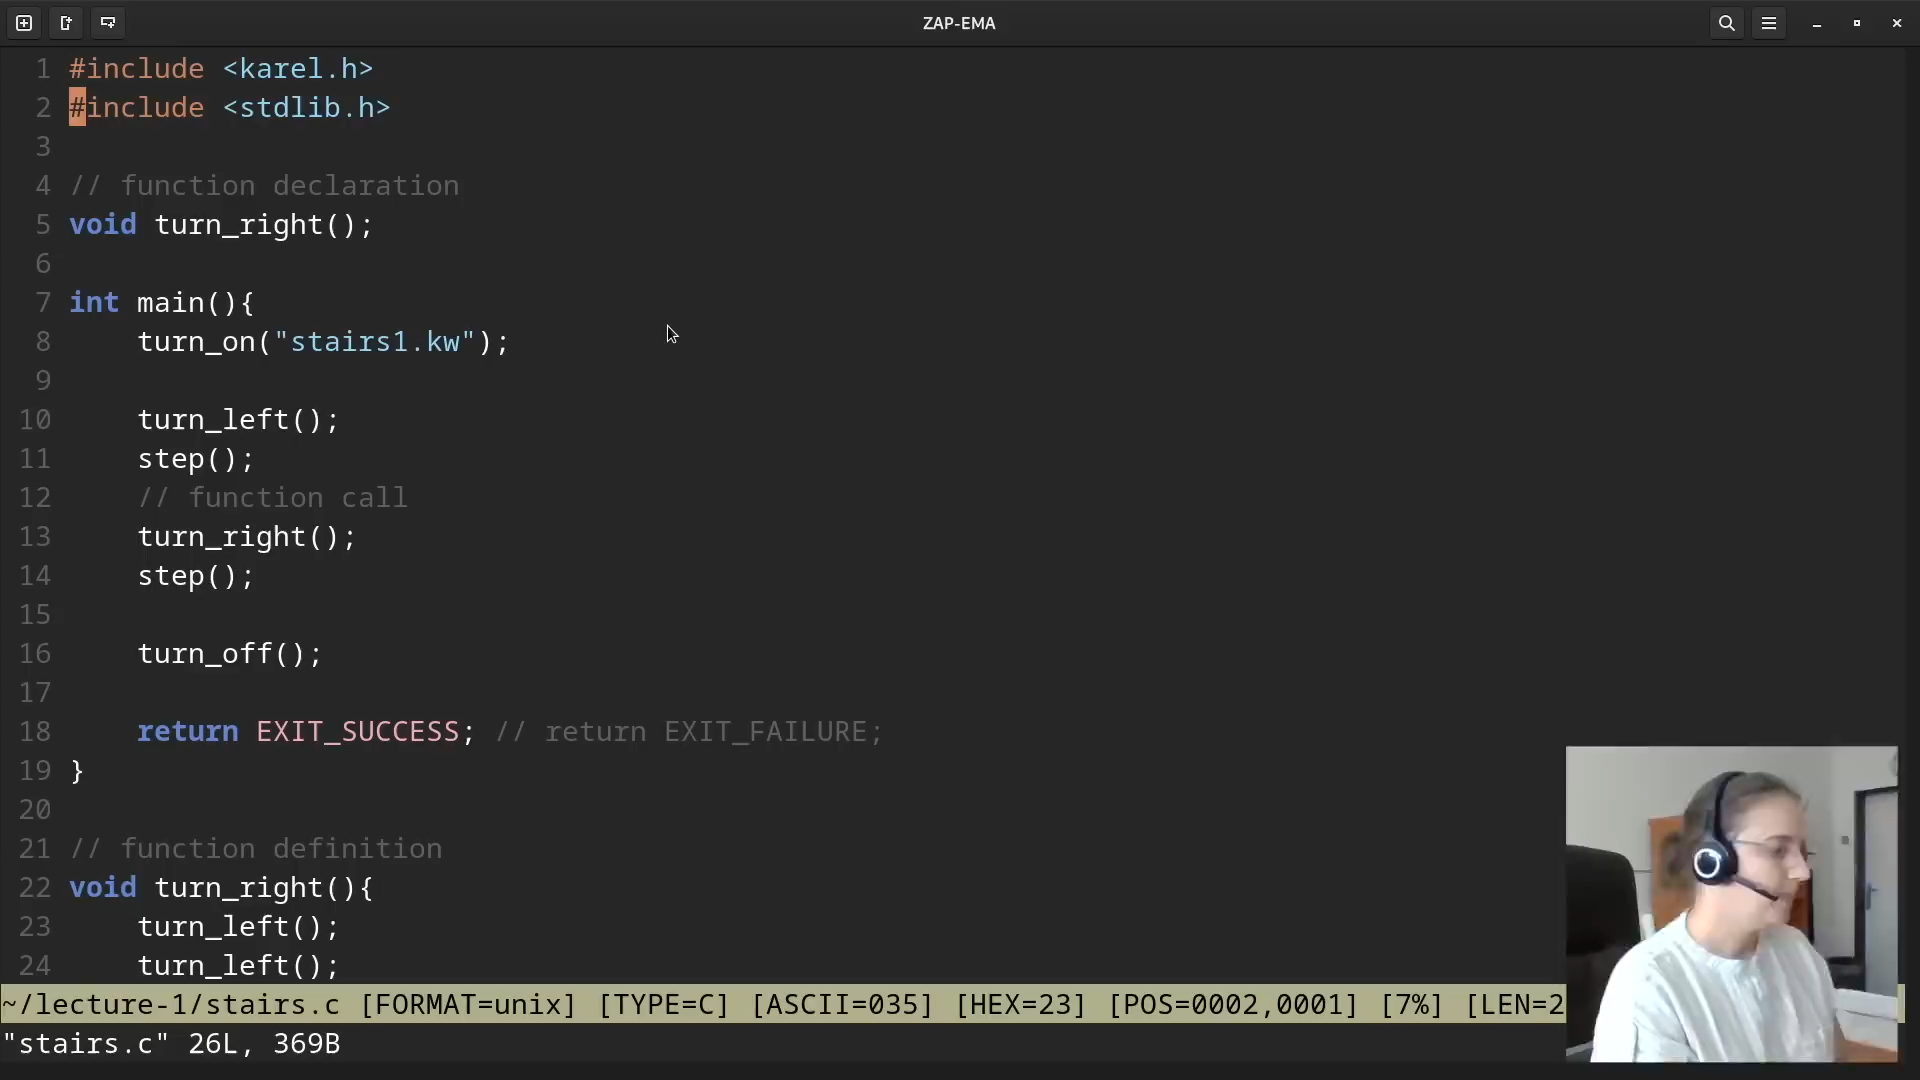 ZAP-EMA
1 #include <karel.h>
2 #include <stdlib.h>
3
4 // function declaration
5 void turn_right();
6
7 int main(){
8     turn_on("stairs1.kw");
9
10     turn_left();
11     step();
12     // function call
13     turn_right();
14     step();
15
16     turn_off();
17
18     return EXIT_SUCCESS; // return EXIT_FAILURE;
19 }
20
21 // function definition
22 void turn_right(){
23     turn_left();
24     turn_left();
~/lecture-1/stairs.c [FORMAT=unix] [TYPE=C] [ASCII=035] [HEX=23] [POS=0002,0001] [7%] [LEN=2
"stairs.c" 26L, 369B